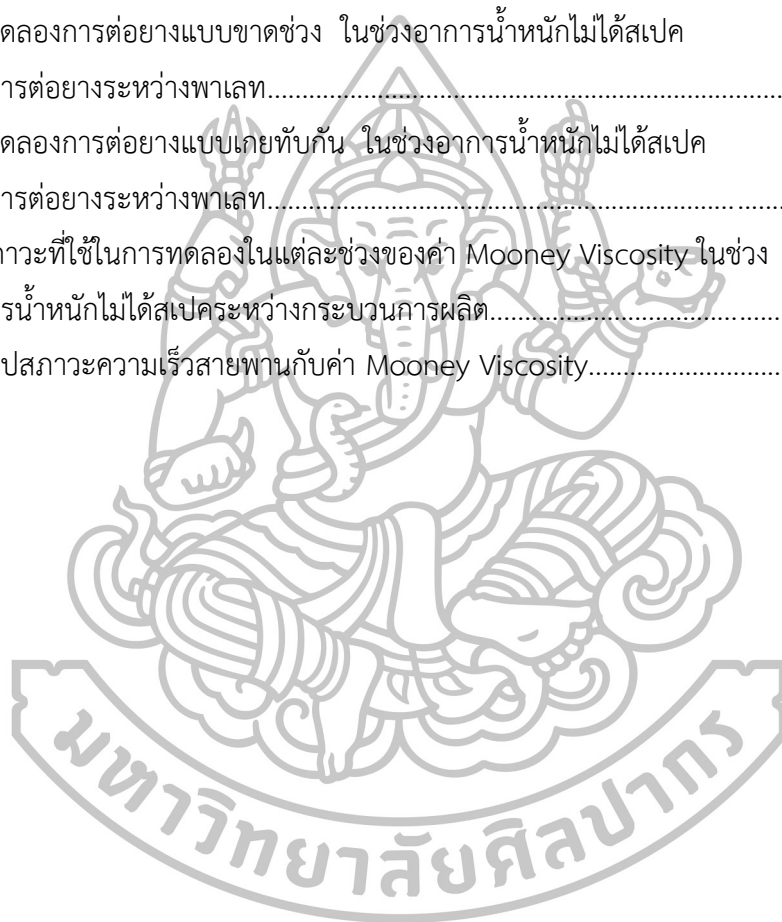 ดลองการต่อยางแบบขาดช่วง ในช่วงอาการน้ำหนักไม่ได้สเปค
ารต่อยางระหว่างพาเลท................................................................................
ดลองการต่อยางแบบเกยทับกัน ในช่วงอาการน้ำหนักไม่ได้สเปค
ารต่อยางระหว่างพาเลท................................................................................
าวะที่ใช้ในการทดลองในแต่ละช่วงของค่า Mooney Viscosity ในช่วง
รน้ำหนักไม่ได้สเปคระหว่างกระบวนการผลิต.............................................
ปสภาวะความเร็วสายพานกับค่า Mooney Viscosity.............................
มหาวิทยาลัยศิลปากร